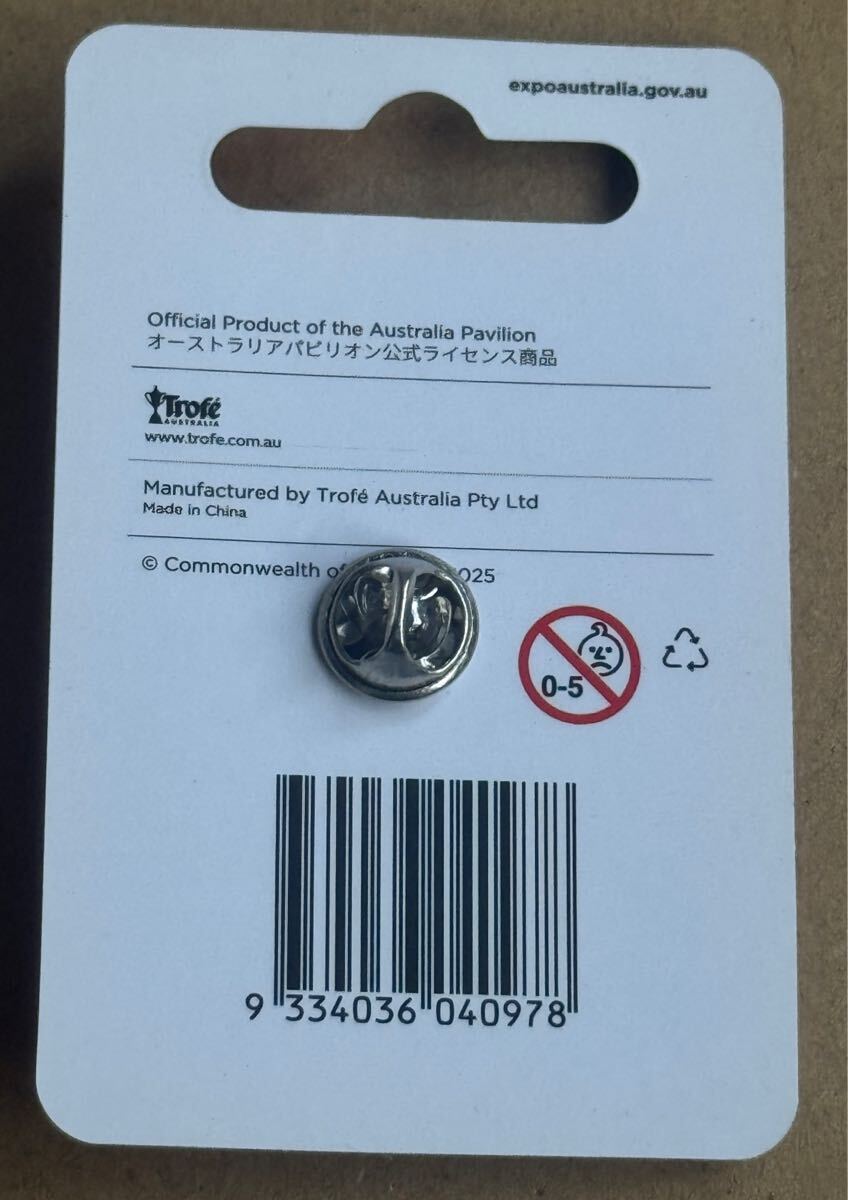 expoaustralia.gov.au
Official Product of the Australia Pavilion
オーストラリアパビリオン公式ライセンス商品
Trofé
AUSTRALIA
www.trofe.com.au
Manufactured by Trofé Australia Pty Ltd
Made in China
© Commonwealth of 025
0-5
9 334036 040978